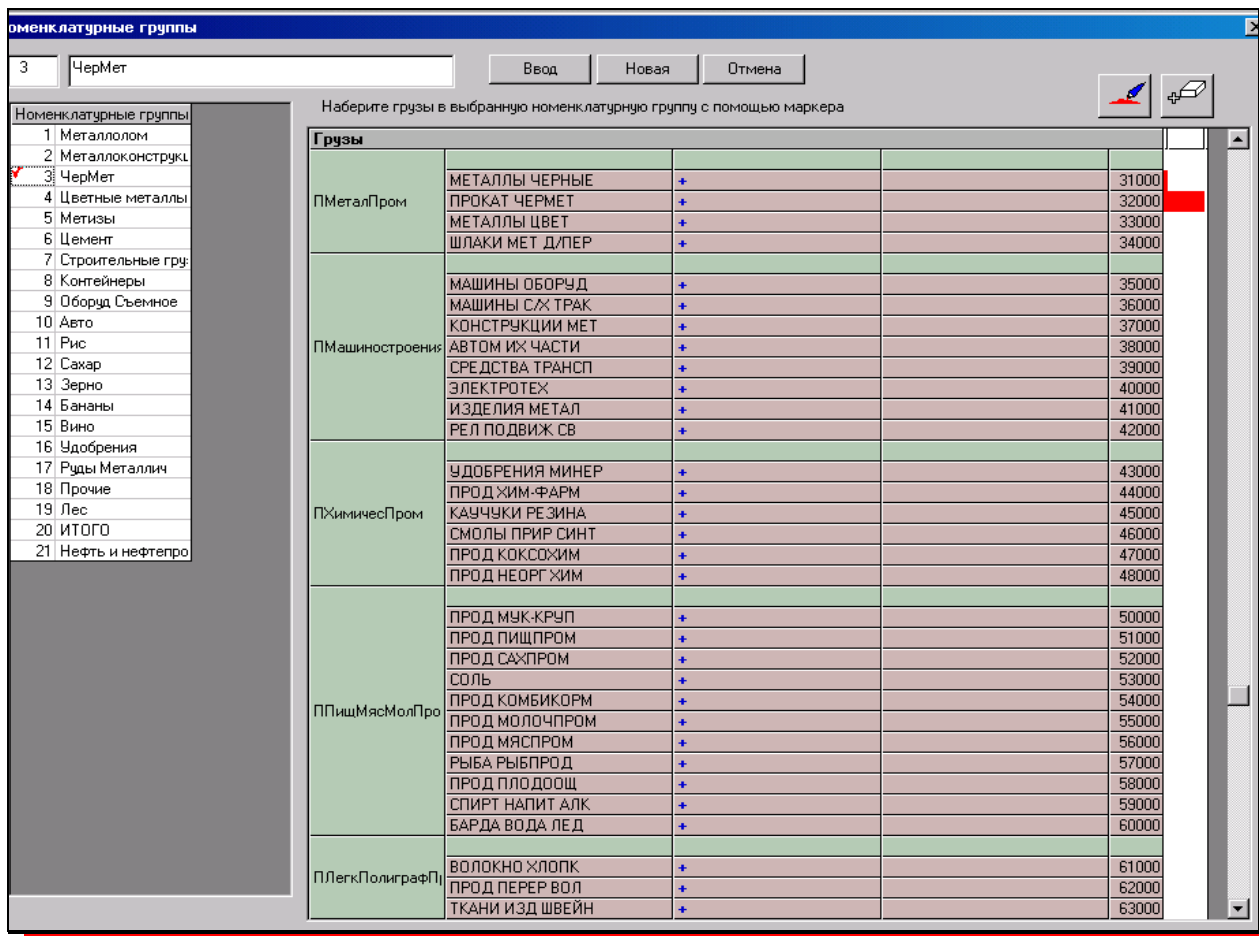 оменклатурные группы
3 ЧерМет Ввод Новая Отмена
Наберите грузы в выбранную номенклатурную группу с помощью маркера
Номенклатурные группы
1 Металлолом
2 Металлоконструкц
3 ЧерМет
4 Цветные металлы
5 Метизы
6 Цемент
7 Строительные гру
8 Контейнеры
9 Оборуд Съемное
10 Авто
11 Рис
12 Сахар
13 Зерно
14 Бананы
15 Вино
16 Удобрения
17 Руды Металлич
18 Прочие
19 Лес
20 ИТОГО
21 Нефть и нефтепро
Грузы
ПМеталПром
МЕТАЛЛЫ ЧЕРНЫЕ + 31000
ПРОКАТ ЧЕРМЕТ + 32000
МЕТАЛЛЫ ЦВЕТ + 33000
ШЛАКИ МЕТ Д/ПЕР + 34000
ПМашиностроения
МАШИНЫ ОБОРУД + 35000
МАШИНЫ С/Х ТРАК + 36000
КОНСТРУКЦИИ МЕТ + 37000
АВТОМ ИХ ЧАСТИ + 38000
СРЕДСТВА ТРАНСП + 39000
ЭЛЕКТРОТЕХ + 40000
ИЗДЕЛИЯ МЕТАЛ + 41000
РЕЛ ПОДВИЖ СВ + 42000
ПХимичесПром
УДОБРЕНИЯ МИНЕР + 43000
ПРОД ХИМ-ФАРМ + 44000
КАУЧУКИ РЕЗИНА + 45000
СМОЛЫ ПРИР СИНТ + 46000
ПРОД КОКСОХИМ + 47000
ПРОД НЕОРГ ХИМ + 48000
ППищМясМолПро
ПРОД МУК-КРУП + 50000
ПРОД ПИЩПРОМ + 51000
ПРОД САХПРОМ + 52000
СОЛЬ + 53000
ПРОД КОМБИКОРМ + 54000
ПРОД МОЛОЧПРОМ + 55000
ПРОД МЯСПРОМ + 56000
РЫБА РЫБПРОД + 57000
ПРОД ПЛОДООЩ + 58000
СПИРТ НАПИТ АЛК + 59000
БАРДА ВОДА ЛЕД + 60000
ПЛегкПолиграфП
ВОЛОКНО ХЛОПК + 61000
ПРОД ПЕРЕР ВОЛ + 62000
ТКАНИ ИЗД ШВЕЙН + 63000